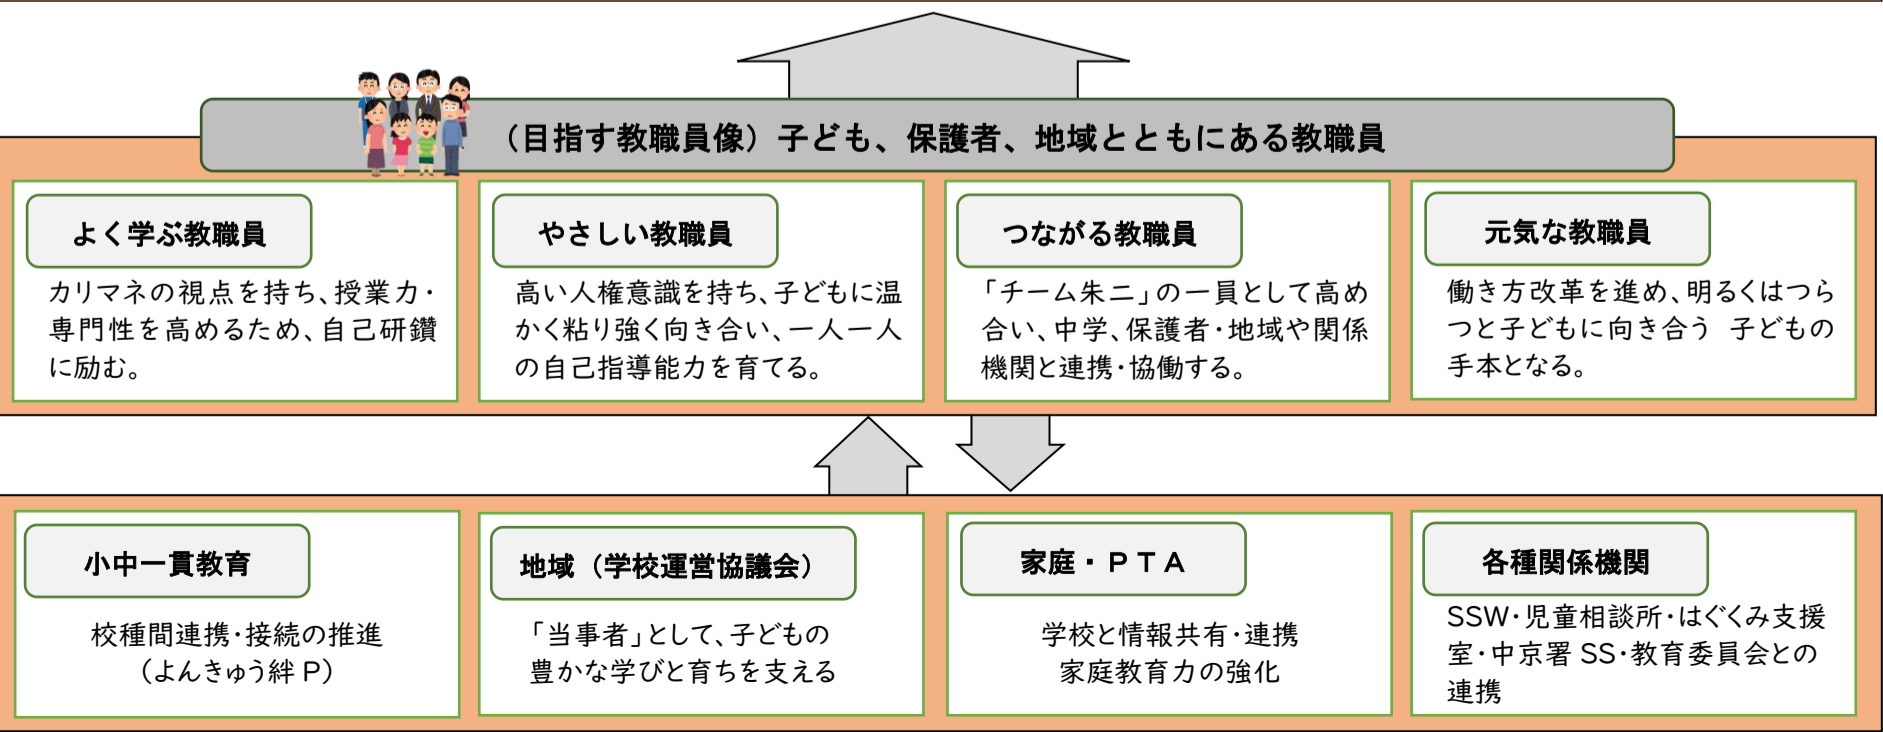 (目指す教職員像)子ども、保護者、地域とともにある教職員
よく学ぶ教職員
カリマネの視点を持ち、授業力・
専門性を高めるため、自己研鑽
に励む。
やさしい教職員
高い人権意識を持ち、子どもに温
かく粘り強く向き合い、一人一人
の自己指導能力を育てる。
つながる教職員
「チーム朱二」の一員として高め
合い、中学、保護者・地域や関係
機関と連携・協働する。
元気な教職員
働き方改革を進め、明るくはつら
つと子どもに向き合う 子どもの
手本となる。
小中一貫教育
校種間連携・接続の推進
(よんきゅう絆 P)
地域(学校運営協議会)
「当事者」として、子どもの
豊かな学びと育ちを支える
家庭・PTA
学校と情報共有・連携
家庭教育力の強化
各種関係機関
SSW・児童相談所・はぐくみ支援
室・中京署 SS・教育委員会との
連携